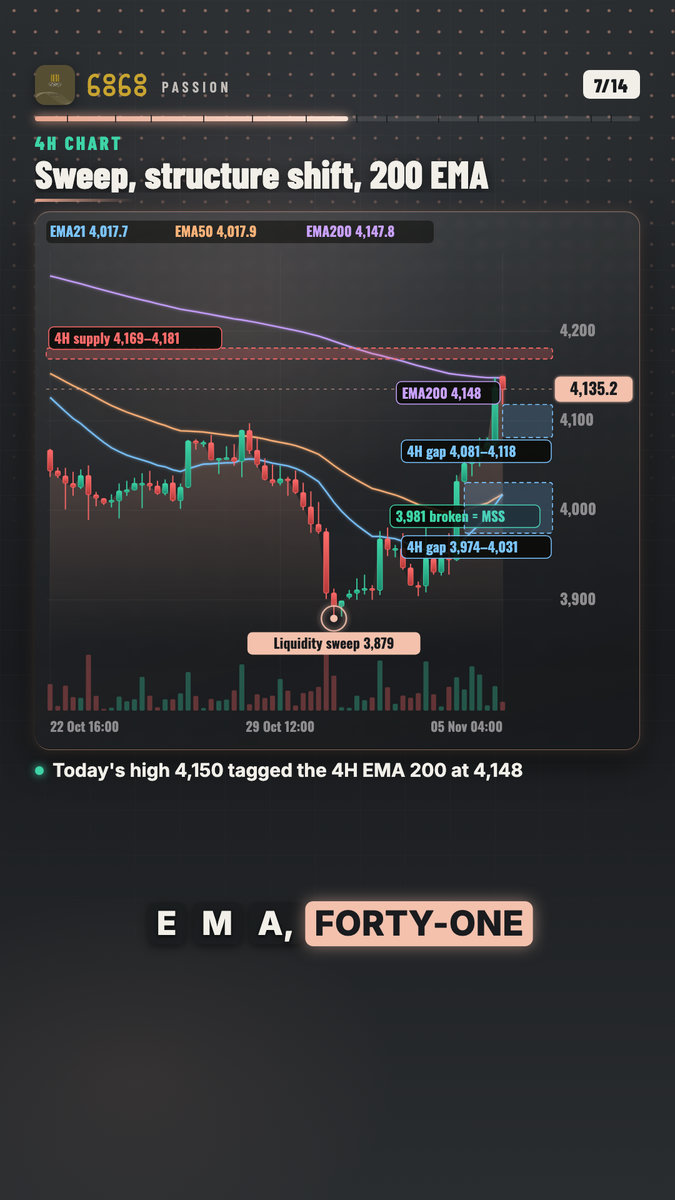 6868 PASSION
7/14
4H CHART
Sweep, structure shift, 200 EMA
EMA21 4,017.7 EMA50 4,017.9 EMA200 4,147.8
4,200
4H supply 4,169–4,181
4,135.2
EMA200 4,148
4,100
4H gap 4,081–4,118
4,000
3,981 broken = MSS
4H gap 3,974–4,031
3,900
Liquidity sweep 3,879
22 Oct 16:00 29 Oct 12:00 05 Nov 04:00
Today's high 4,150 tagged the 4H EMA 200 at 4,148
E M A, FORTY-ONE